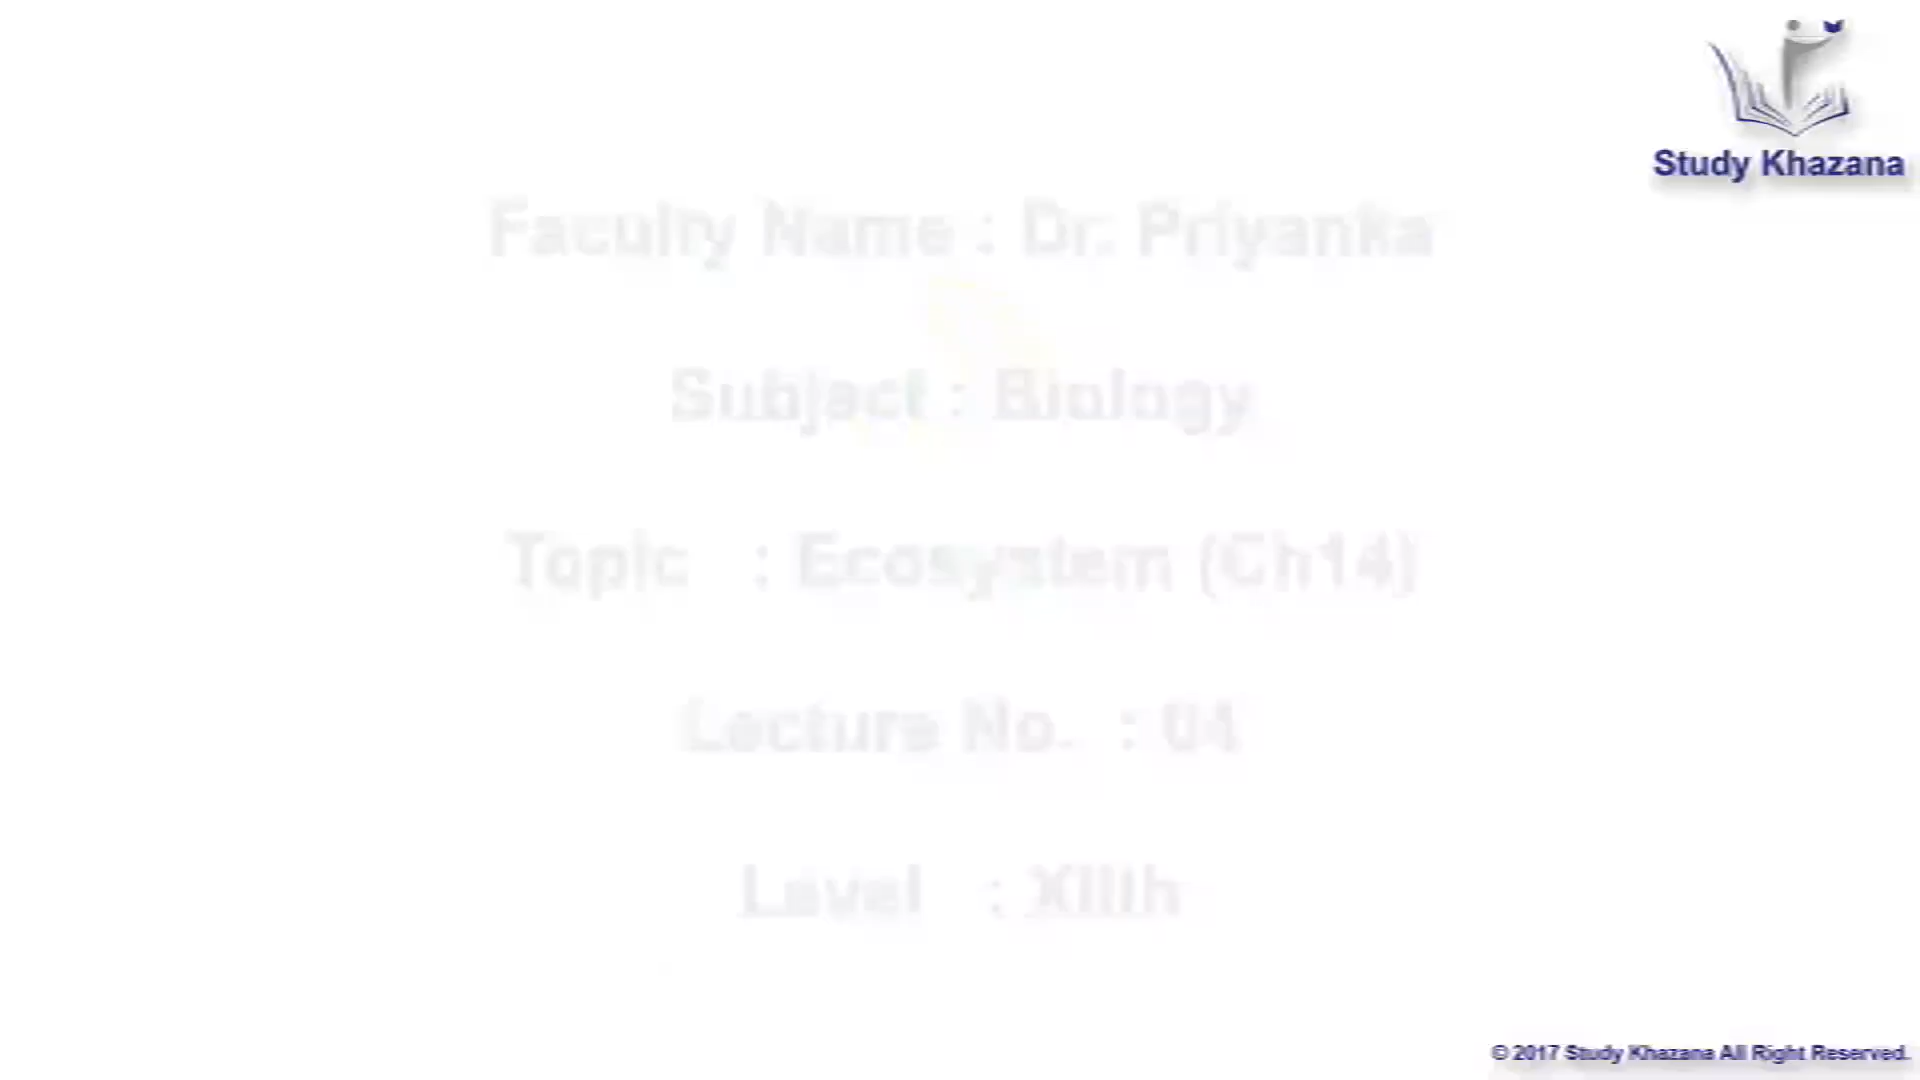 Study Khazana
Faculty Name : Dr. Priyanka
Subject : Biology
Topic : Ecosystem (Ch14)
Lecture No. : 04
Level : XIIth
© 2017 Study Khazana All Right Reserved.